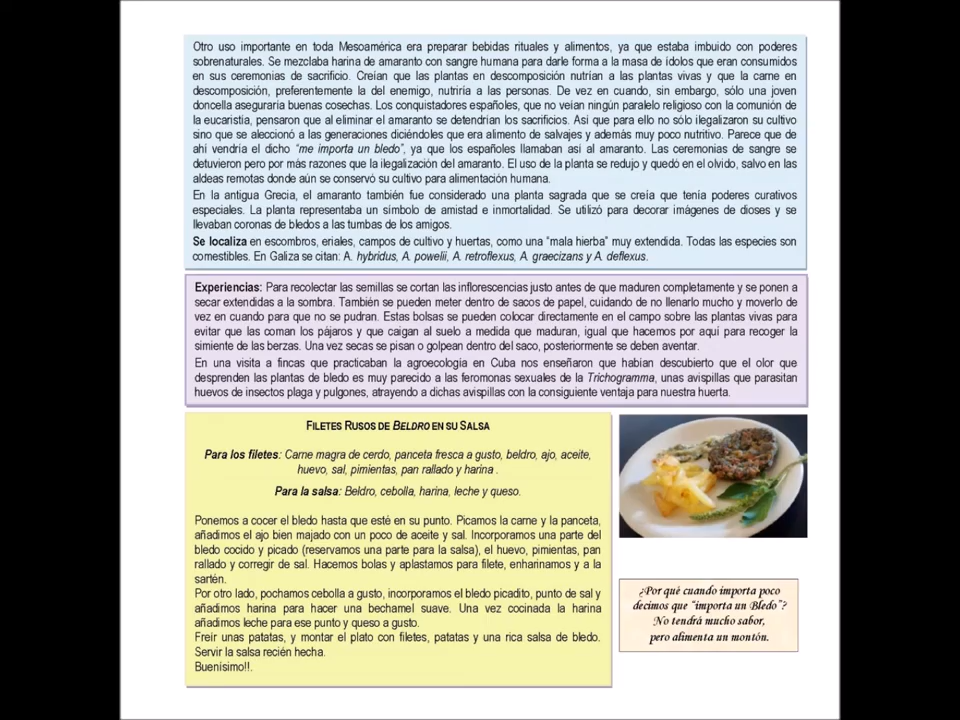 Otro uso importante en toda Mesoamérica era preparar bebidas rituales y alimentos, ya que estaba imbuido con poderes
sobrenaturales. Se mezclaba harina de amaranto con sangre humana para darle forma a la masa de ídolos que eran consumidos
en sus ceremonias de sacrificio. Creían que las plantas en descomposición nutrían a las plantas vivas y que la carne en
descomposición, preferentemente la del enemigo, nutriría a las personas. De vez en cuando, sin embargo, sólo una joven
doncella aseguraría buenas cosechas. Los conquistadores españoles, que no veían ningún paralelo religioso con la comunión de
la eucaristía, pensaron que al eliminar el amaranto se detendrían los sacrificios. Así que para ello no sólo ilegalizaron su cultivo
sino que se aleccionó a las generaciones diciéndoles que era alimento de salvajes y además muy poco nutritivo. Parece que de
ahí vendría el dicho “me importa un bledo”, ya que los españoles llamaban así al amaranto. Las ceremonias de sangre se
detuvieron pero por más razones que la ilegalización del amaranto. El uso de la planta se redujo y quedó en el olvido, salvo en las
aldeas remotas donde aún se conservó su cultivo para alimentación humana.
En la antigua Grecia, el amaranto también fue considerado una planta sagrada que se creía que tenía poderes curativos
especiales. La planta representaba un símbolo de amistad e inmortalidad. Se utilizó para decorar imágenes de dioses y se
llevaban coronas de bledos a las tumbas de los amigos.
Se localiza en escombros, eriales, campos de cultivo y huertas, como una “mala hierba” muy extendida. Todas las especies son
comestibles. En Galiza se citan: A. hybridus, A. powelii, A. retroflexus, A. graecizans y A. deflexus.
Experiencias: Para recolectar las semillas se cortan las inflorescencias justo antes de que maduren completamente y se ponen a
secar extendidas a la sombra. También se pueden meter dentro de sacos de papel, cuidando de no llenarlo mucho y moverlo de
vez en cuando para que no se pudran. Estas bolsas se pueden colocar directamente en el campo sobre las plantas vivas para
evitar que las coman los pájaros y que caigan al suelo a medida que maduran, igual que hacemos por aquí para recoger la
simiente de las berzas. Una vez secas se pisan o golpean dentro del saco, posteriormente se deben aventar.
En una visita a fincas que practicaban la agroecología en Cuba nos enseñaron que habían descubierto que el olor que
desprenden las plantas de bledo es muy parecido a las feromonas sexuales de la Trichogramma, unas avispillas que parasitan
huevos de insectos plaga y pulgones, atrayendo a dichas avispillas con la consiguiente ventaja para nuestra huerta.
FILETES RUSOS DE BELDRO EN SU SALSA
Para los filetes: Carne magra de cerdo, panceta fresca a gusto, beldro, ajo, aceite,
huevo, sal, pimientas, pan rallado y harina .
Para la salsa: Beldro, cebolla, harina, leche y queso.
Ponemos a cocer el bledo hasta que esté en su punto. Picamos la carne y la panceta,
añadimos el ajo bien majado con un poco de aceite y sal. Incorporamos una parte del
bledo cocido y picado (reservamos una parte para la salsa), el huevo, pimientas, pan
rallado y corregir de sal. Hacemos bolas y aplastamos para filete, enharinamos y a la
sartén.
Por otro lado, pochamos cebolla a gusto, incorporamos el bledo picadito, punto de sal y
añadimos harina para hacer una bechamel suave. Una vez cocinada la harina
añadimos leche para ese punto y queso a gusto.
Freir unas patatas, y montar el plato con filetes, patatas y una rica salsa de bledo.
Servir la salsa recién hecha.
Buenísimo!!.
¿Por qué cuando importa poco
decimos que “importa un Bledo”?
No tendrá mucho sabor,
pero alimenta un montón.